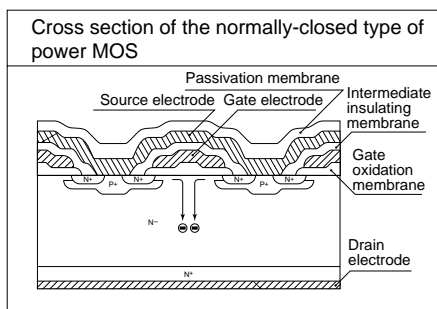 Cross section of the normally-closed type of
power MOS
Passivation membrane
Intermediate
insulating
membrane
Source electrode
Gate electrode
Gate
oxidation
membrane
N+
P+
N+
N+
P+
N+
N−
Drain
electrode
N+